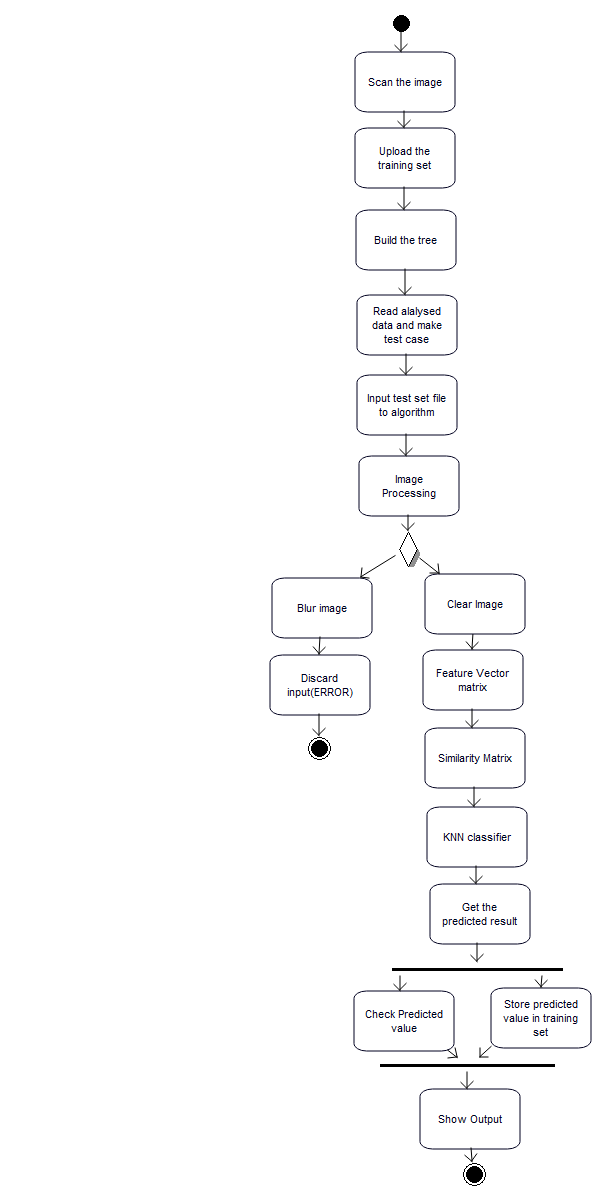 Scan the image
Upload the
training set
Build the tree
Read alalysed
data and make
test case
Input test set file
to algorithm
Image
Processing
Blur image
Clear Image
Discard
input(ERROR)
Feature Vector
matrix
Similarity Matrix
KNN classifier
Get the
predicted result
Check Predicted
value
Store predicted
value in training
set
Show Output